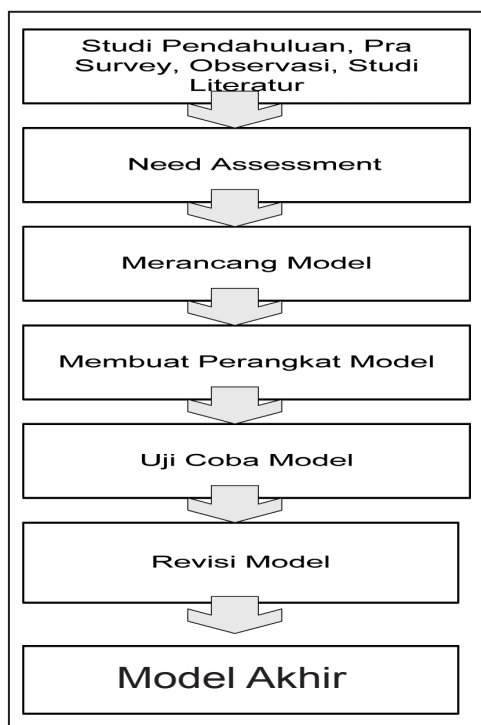 Studi Pendahuluan, Pra
Survey, Observasi, Studi
Literatur
Need Assessment
Merancang Model
Membuat Perangkat Model
Uji Coba Model
Revisi Model
Model Akhir